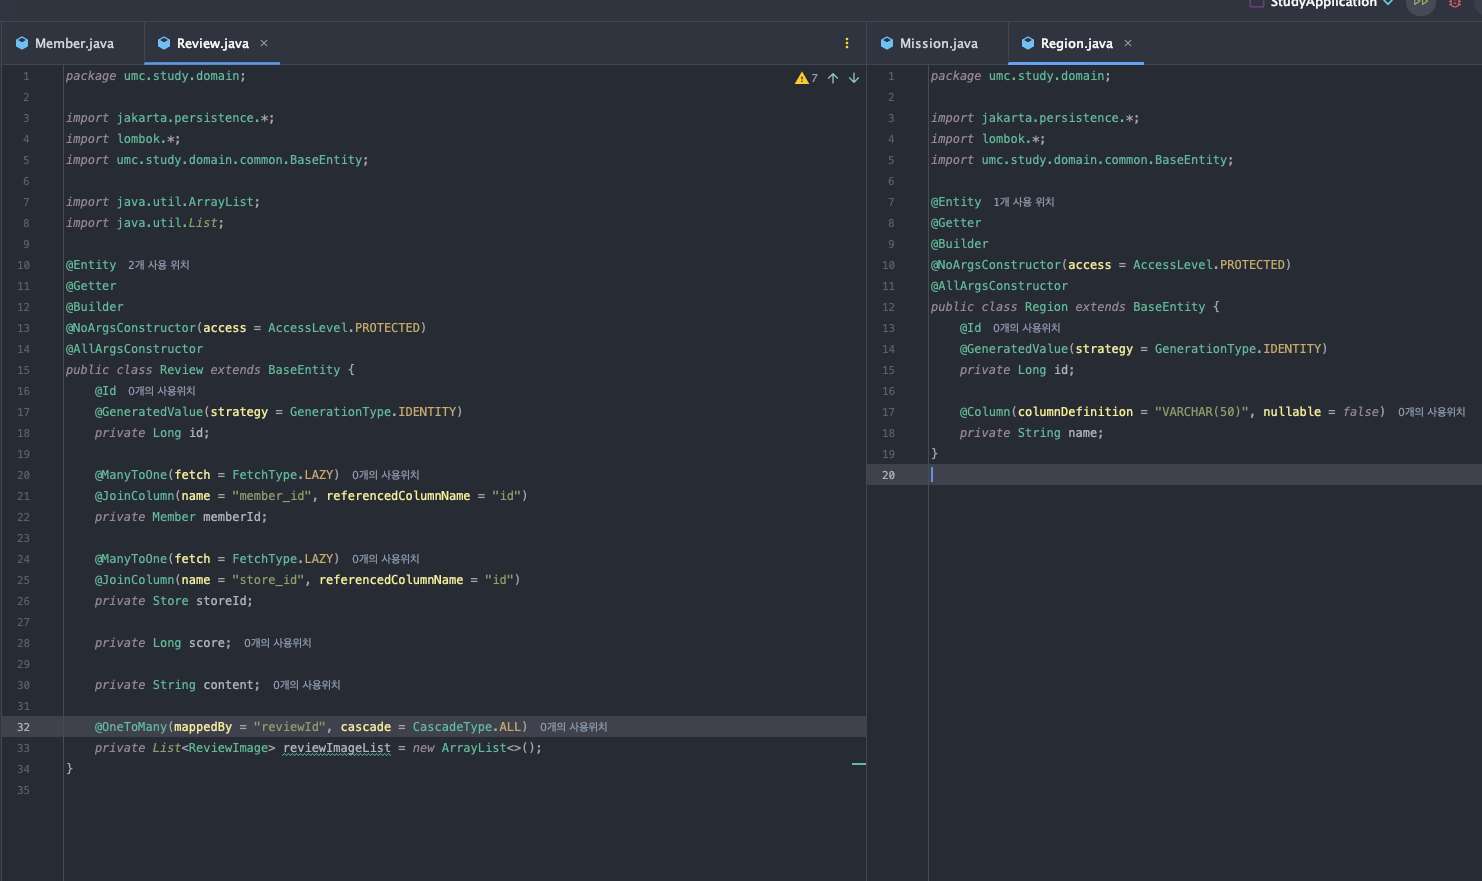 StudyApplication
Member.java
Review.java
Mission.java
Region.java
7
1 package umc.study.domain;
2
3 import jakarta.persistence.*;
4 import lombok.*;
5 import umc.study.domain.common.BaseEntity;
6
7 import java.util.ArrayList;
8 import java.util.List;
9
10 @Entity 2개 사용 위치
11 @Getter
12 @Builder
13 @NoArgsConstructor(access = AccessLevel.PROTECTED)
14 @AllArgsConstructor
15 public class Review extends BaseEntity {
16 @Id 0개의 사용위치
17 @GeneratedValue(strategy = GenerationType.IDENTITY)
18 private Long id;
19
20 @ManyToOne(fetch = FetchType.LAZY) 0개의 사용위치
21 @JoinColumn(name = "member_id", referencedColumnName = "id")
22 private Member memberId;
23
24 @ManyToOne(fetch = FetchType.LAZY) 0개의 사용위치
25 @JoinColumn(name = "store_id", referencedColumnName = "id")
26 private Store storeId;
27
28 private Long score; 0개의 사용위치
29
30 private String content; 0개의 사용위치
31
32 @OneToMany(mappedBy = "reviewId", cascade = CascadeType.ALL) 0개의 사용위치
33 private List<ReviewImage> reviewImageList = new ArrayList<>();
34 }
35
1 package umc.study.domain;
2
3 import jakarta.persistence.*;
4 import lombok.*;
5 import umc.study.domain.common.BaseEntity;
6
7 @Entity 1개 사용 위치
8 @Getter
9 @Builder
10 @NoArgsConstructor(access = AccessLevel.PROTECTED)
11 @AllArgsConstructor
12 public class Region extends BaseEntity {
13 @Id 0개의 사용위치
14 @GeneratedValue(strategy = GenerationType.IDENTITY)
15 private Long id;
16
17 @Column(columnDefinition = "VARCHAR(50)", nullable = false) 0개의 사용위치
18 private String name;
19 }
20